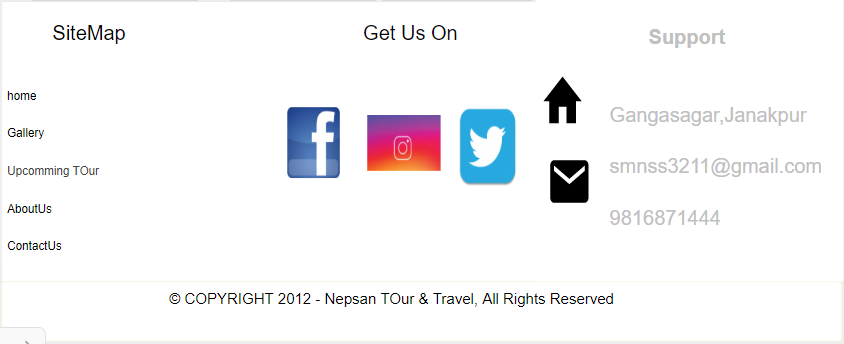 SiteMap
home
Gallery
Upcomming TOur
AboutUs
ContactUs
Get Us On
Support
Gangasagar,Janakpur
smnss3211@gmail.com
9816871444
© COPYRIGHT 2012 - Nepsan TOur & Travel, All Rights Reserved